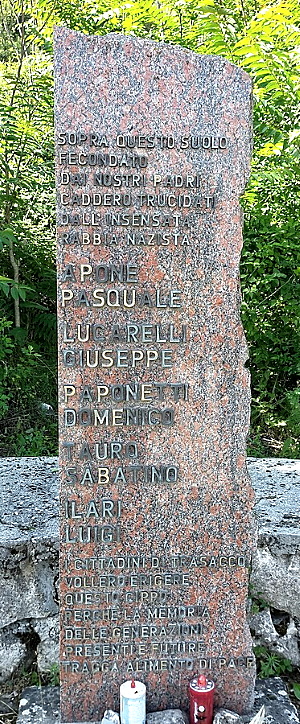 SOPRA QUESTO SUOLO
FECONDATO
DAI NOSTRI PADRI
CADDERO TRUCIDATI
DALL'INSENSATA
RABBIA NAZISTA
APONE
PASQUALE
LUCARELLI
GIUSEPPE
PAPONETTI
DOMENICO
TAURO
SABATINO
ILARI
LUIGI
I CITTADINI DI TRASACCO
VOLLERO ERIGERE
QUESTO CIPPO
PERCHÈ LA MEMORIA
DELLE GENERAZIONI
PRESENTI E FUTURE
TRAGGA ALIMENTO DI PACE